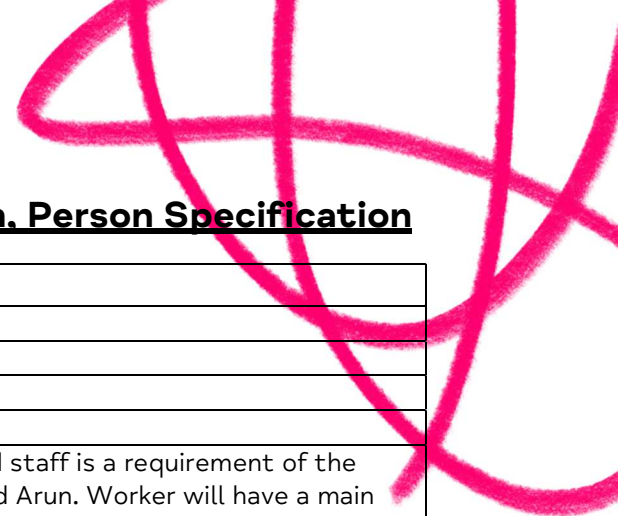 , Person Specification
staff is a requirement of the
Arun. Worker will have a main